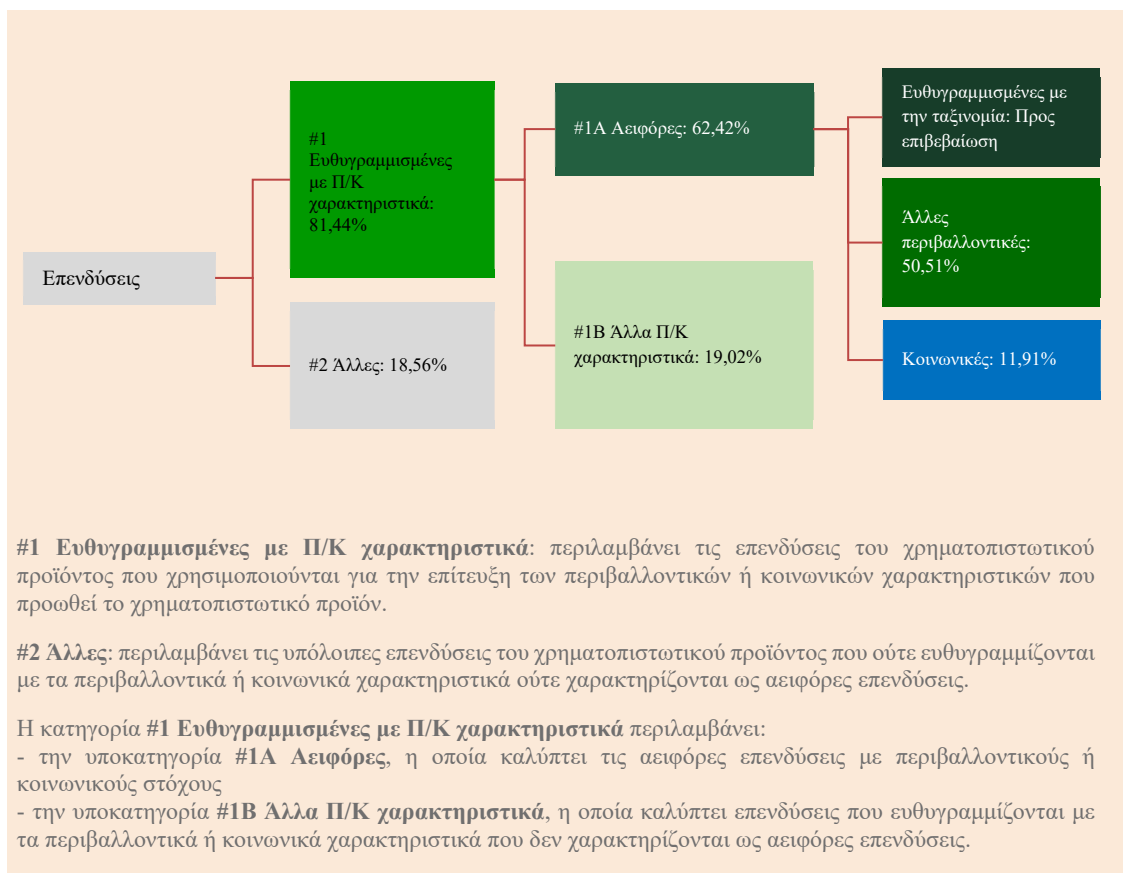 Επενδύσεις
#1
Ευθυγραμμισμένες
με Π/Κ
χαρακτηριστικά:
81,44%
#2 Άλλες: 18,56%
#1A Αειφόρες: 62,42%
#1B Άλλα Π/Κ
χαρακτηριστικά: 19,02%
Ευθυγραμμισμένες με
την ταξινομία: Προς
επιβεβαίωση
Άλλες
περιβαλλοντικές:
50,51%
Κοινωνικές: 11,91%
#1 Ευθυγραμμισμένες με Π/Κ χαρακτηριστικά: περιλαμβάνει τις επενδύσεις του χρηματοπιστωτικού
προϊόντος που χρησιμοποιούνται για την επίτευξη των περιβαλλοντικών ή κοινωνικών χαρακτηριστικών που
προωθεί το χρηματοπιστωτικό προϊόν.
#2 Άλλες: περιλαμβάνει τις υπόλοιπες επενδύσεις του χρηματοπιστωτικού προϊόντος που ούτε ευθυγραμμίζονται
με τα περιβαλλοντικά ή κοινωνικά χαρακτηριστικά ούτε χαρακτηρίζονται ως αειφόρες επενδύσεις.
Η κατηγορία #1 Ευθυγραμμισμένες με Π/Κ χαρακτηριστικά περιλαμβάνει:
- την υποκατηγορία #1A Αειφόρες, η οποία καλύπτει τις αειφόρες επενδύσεις με περιβαλλοντικούς ή
κοινωνικούς στόχους
- την υποκατηγορία #1B Άλλα Π/Κ χαρακτηριστικά, η οποία καλύπτει επενδύσεις που ευθυγραμμίζονται με
τα περιβαλλοντικά ή κοινωνικά χαρακτηριστικά που δεν χαρακτηρίζονται ως αειφόρες επενδύσεις.